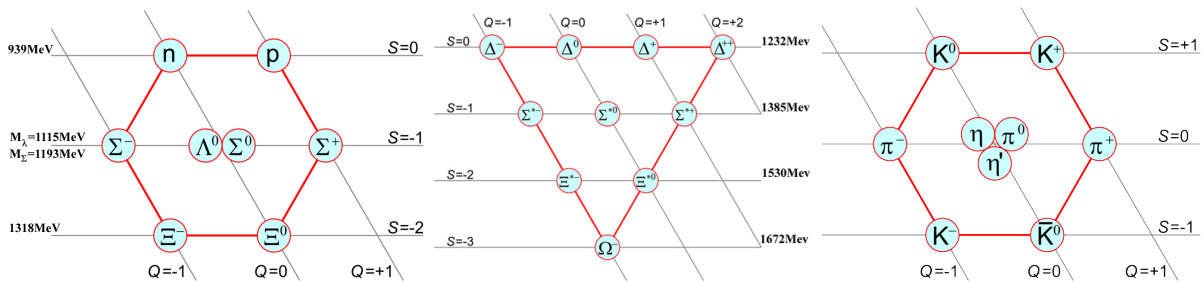 n p
939MeV S=0
Σ⁻ Λ⁰ Σ⁰ Σ⁺
M_λ=1115MeV
M_Σ=1193MeV
S=-1
Ξ⁻ Ξ⁰
1318MeV S=-2
Q=-1 Q=0 Q=+1
Q=-1 Q=0 Q=+1 Q=+2
S=0 Δ⁻ Δ⁰ Δ⁺ Δ⁺⁺ 1232Mev
S=-1 Σ*⁻ Σ*⁰ Σ*⁺ 1385Mev
S=-2 Ξ*⁻ Ξ*⁰ 1530Mev
S=-3 Ω⁻ 1672Mev
K⁰ K⁺ S=+1
π⁻ η π⁰ η' π⁺ S=0
K⁻ K̅⁰ S=-1
Q=-1 Q=0 Q=+1